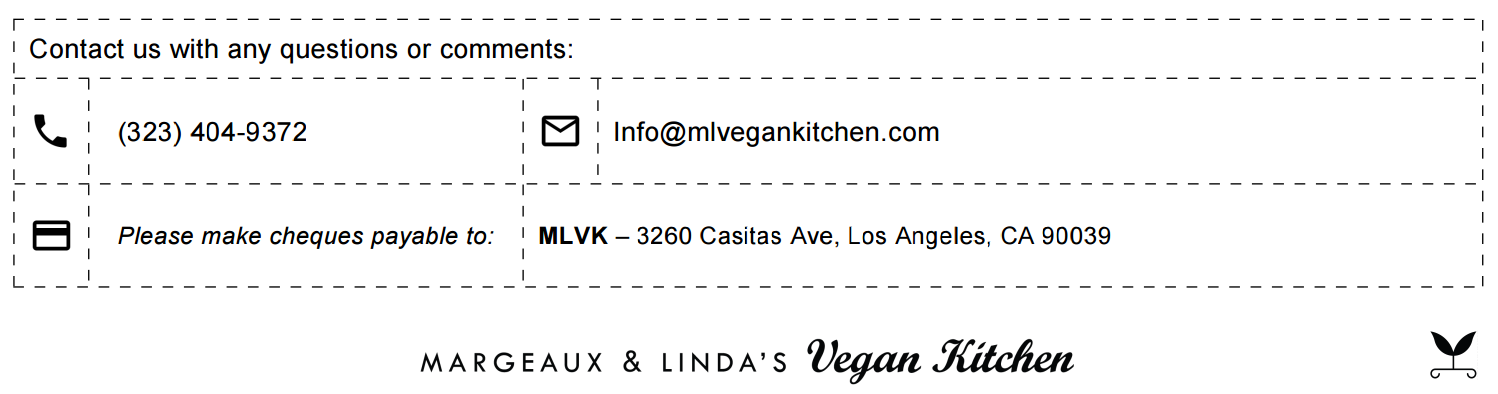 Contact us with any questions or comments:
(323) 404-9372 Info@mlvegankitchen.com
Please make cheques payable to: MLVK – 3260 Casitas Ave, Los Angeles, CA 90039
MARGEAUX & LINDA'S Vegan Kitchen